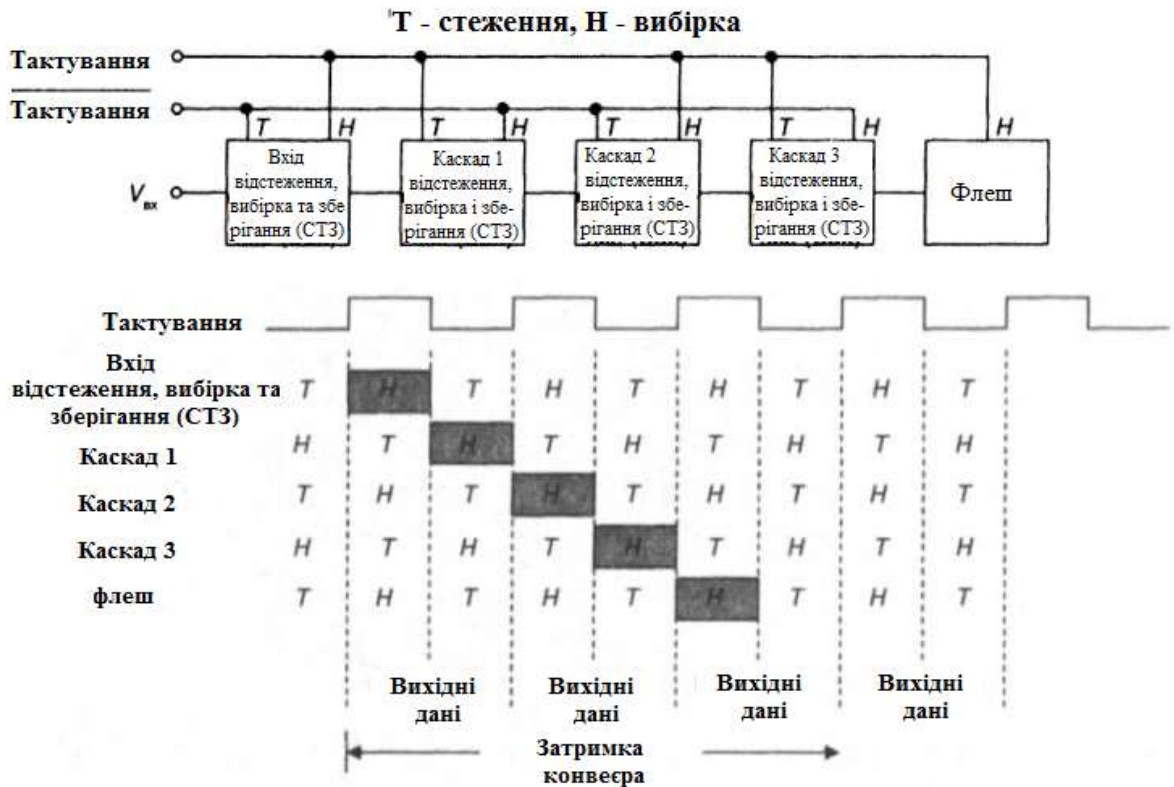 Т - стеження, Н - вибірка
Тактування
Тактування
T H T H T H T H H
Вхід
відстеження,
вибірка та збе
рігання (СТЗ)
Каскад 1
відстеження,
вибірка і збе-
рігання (СТЗ)
Каскад 2
відстеження,
вибірка і збе-
рігання (СТЗ)
Каскад 3
відстеження,
вибірка і збе-
рігання (СТЗ)
Флеш
Vвх
Тактування
Вхід
відстеження, вибірка та
зберігання (СТЗ)
T H T H T H T H T
Каскад 1
H T H T H T H T H
Каскад 2
T H T H T H T H T
Каскад 3
H T H T H T H T H
флеш
T H T H T H T H T
Вихідні
дані
Вихідні
дані
Вихідні
дані
Вихідні
дані
Затримка
конвеєра